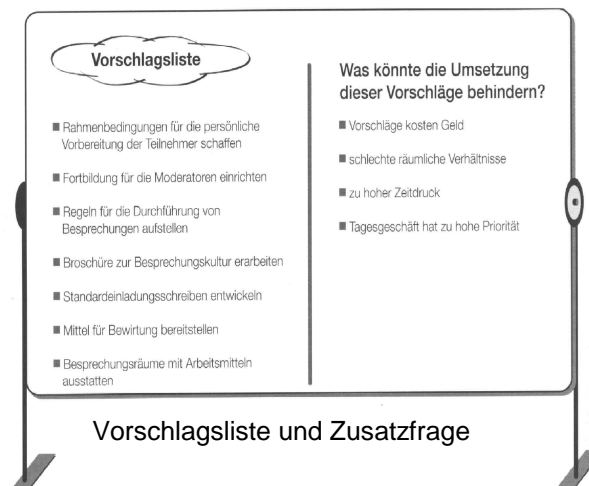 Vorschlagsliste
■ Rahmenbedingungen für die persönliche
Vorbereitung der Teilnehmer schaffen
■ Fortbildung für die Moderatoren einrichten
■ Regeln für die Durchführung von
Besprechungen aufstellen
■ Broschüre zur Besprechungskultur erarbeiten
■ Standardeinladungsschreiben entwickeln
■ Mittel für Bewirtung bereitstellen
■ Besprechungsräume mit Arbeitsmitteln
ausstatten
Was könnte die Umsetzung
dieser Vorschläge behindern?
■ Vorschläge kosten Geld
■ schlechte räumliche Verhältnisse
■ zu hoher Zeitdruck
■ Tagesgeschäft hat zu hohe Priorität
Vorschlagsliste und Zusatzfrage